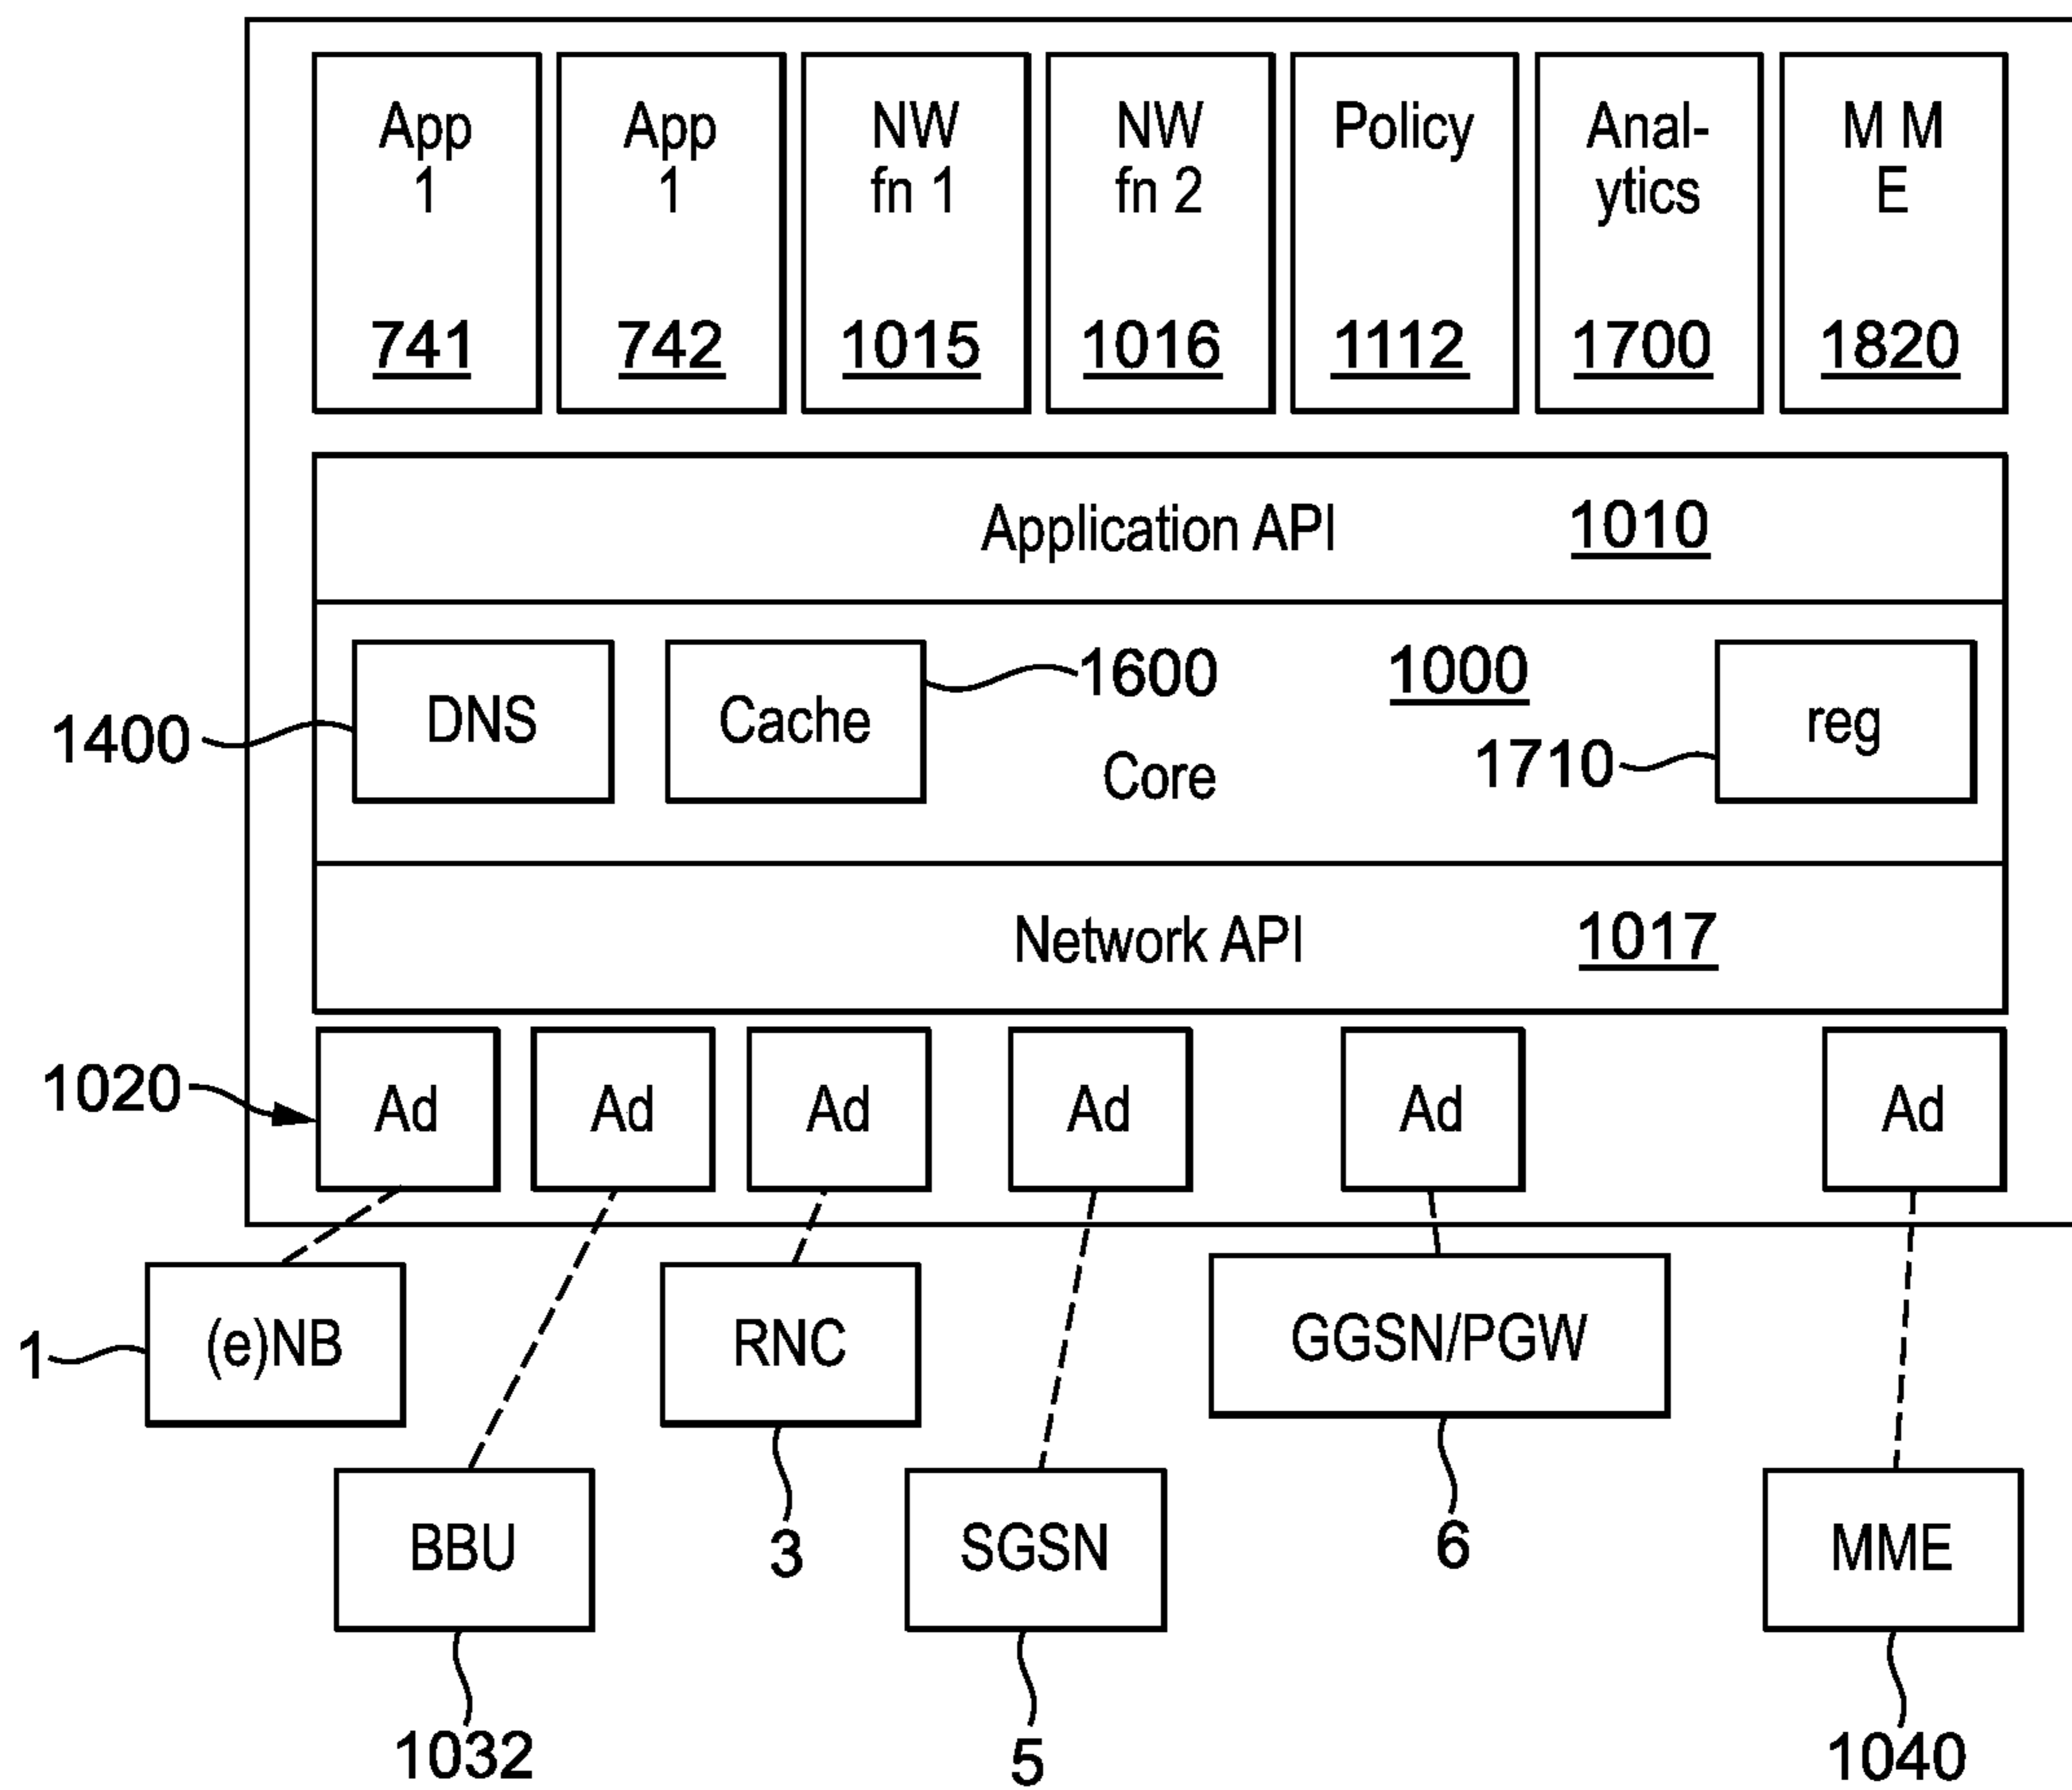 App
1
741
App
1
742
NW
fn 1
1015
NW
fn 2
1016
Policy
1112
Anal-
ytics
1700
M M
E
1820
Application API 1010
1400
DNS
Cache
1600
Core
1000
1710
reg
Network API 1017
1020
Ad
Ad
Ad
Ad
Ad
Ad
1
(e)NB
BBU
1032
RNC
3
SGSN
5
GGSN/PGW
6
MME
1040